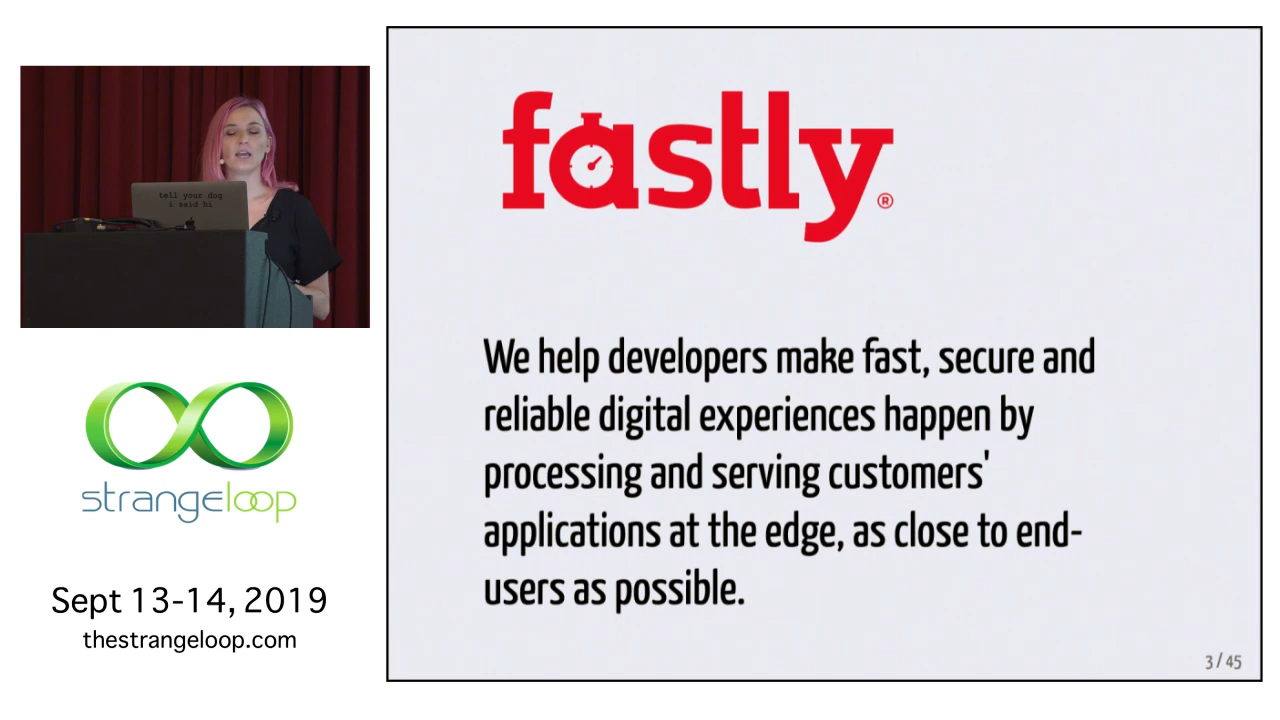 tell your dog
i said hi
strangeloop
Sept 13-14, 2019
thestrangeloop.com
fastly®
We help developers make fast, secure and
reliable digital experiences happen by
processing and serving customers'
applications at the edge, as close to end-
users as possible.
3 / 45